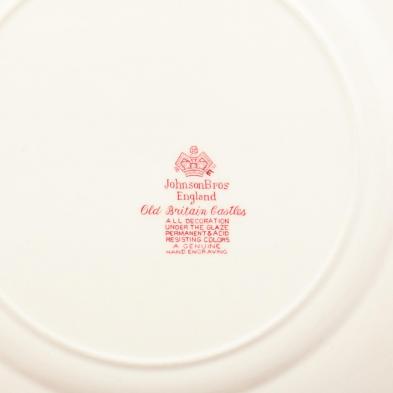 JohnsonBros
England
Old Britain Castles
ALL DECORATION
UNDER THE GLAZE
PERMANENT & ACID
RESISTING COLORS
A GENUINE
HAND ENGRAVING